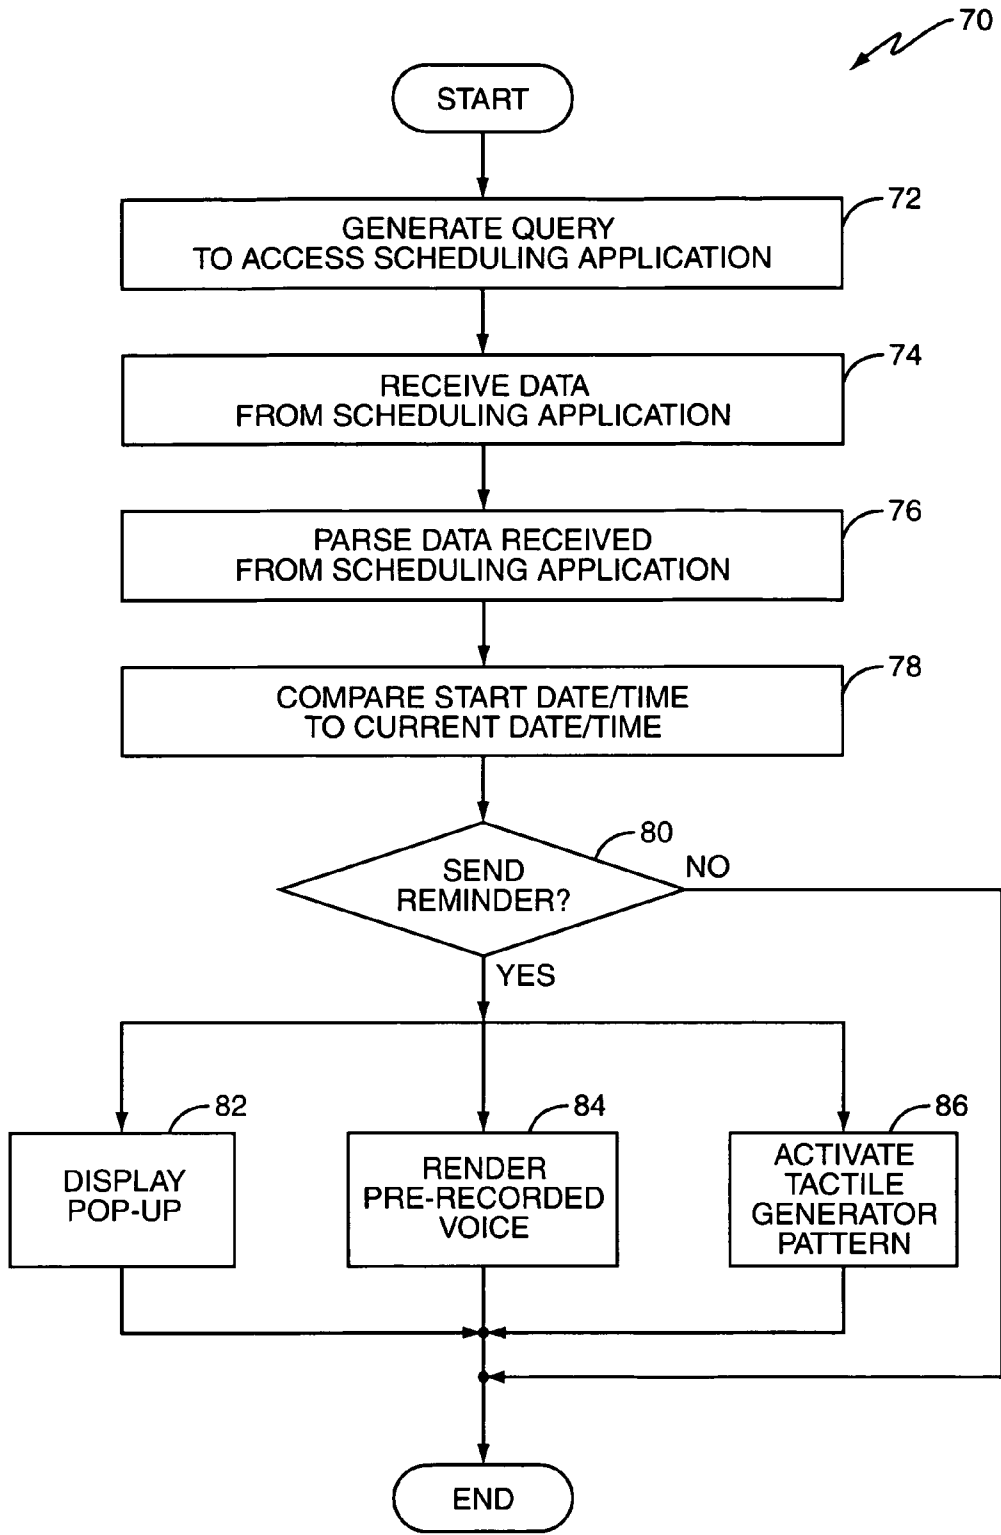 70
START
72
GENERATE QUERY
TO ACCESS SCHEDULING APPLICATION
74
RECEIVE DATA
FROM SCHEDULING APPLICATION
76
PARSE DATA RECEIVED
FROM SCHEDULING APPLICATION
78
COMPARE START DATE/TIME
TO CURRENT DATE/TIME
80
SEND
REMINDER?
NO
YES
82
DISPLAY
POP-UP
84
RENDER
PRE-RECORDED
VOICE
86
ACTIVATE
TACTILE
GENERATOR
PATTERN
END